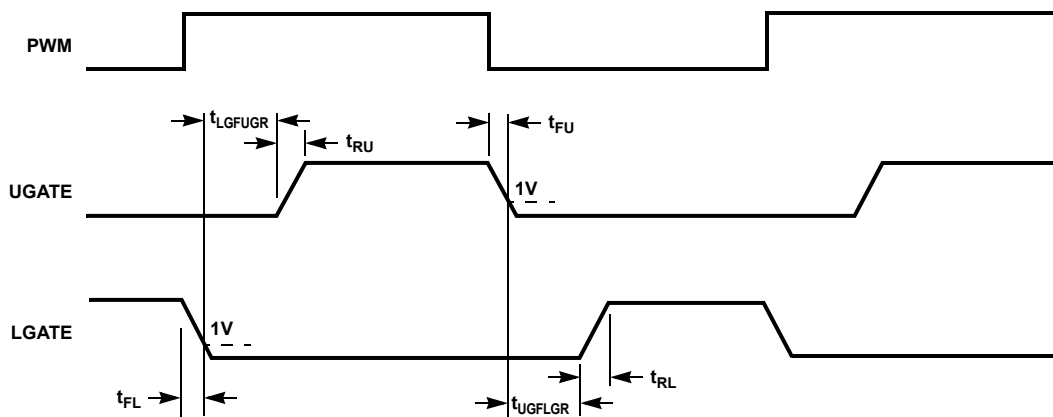 PWM
tLGFUGR
tFU
tRU
1V
UGATE
1V
LGATE
tRL
tFL
tUGFLGR